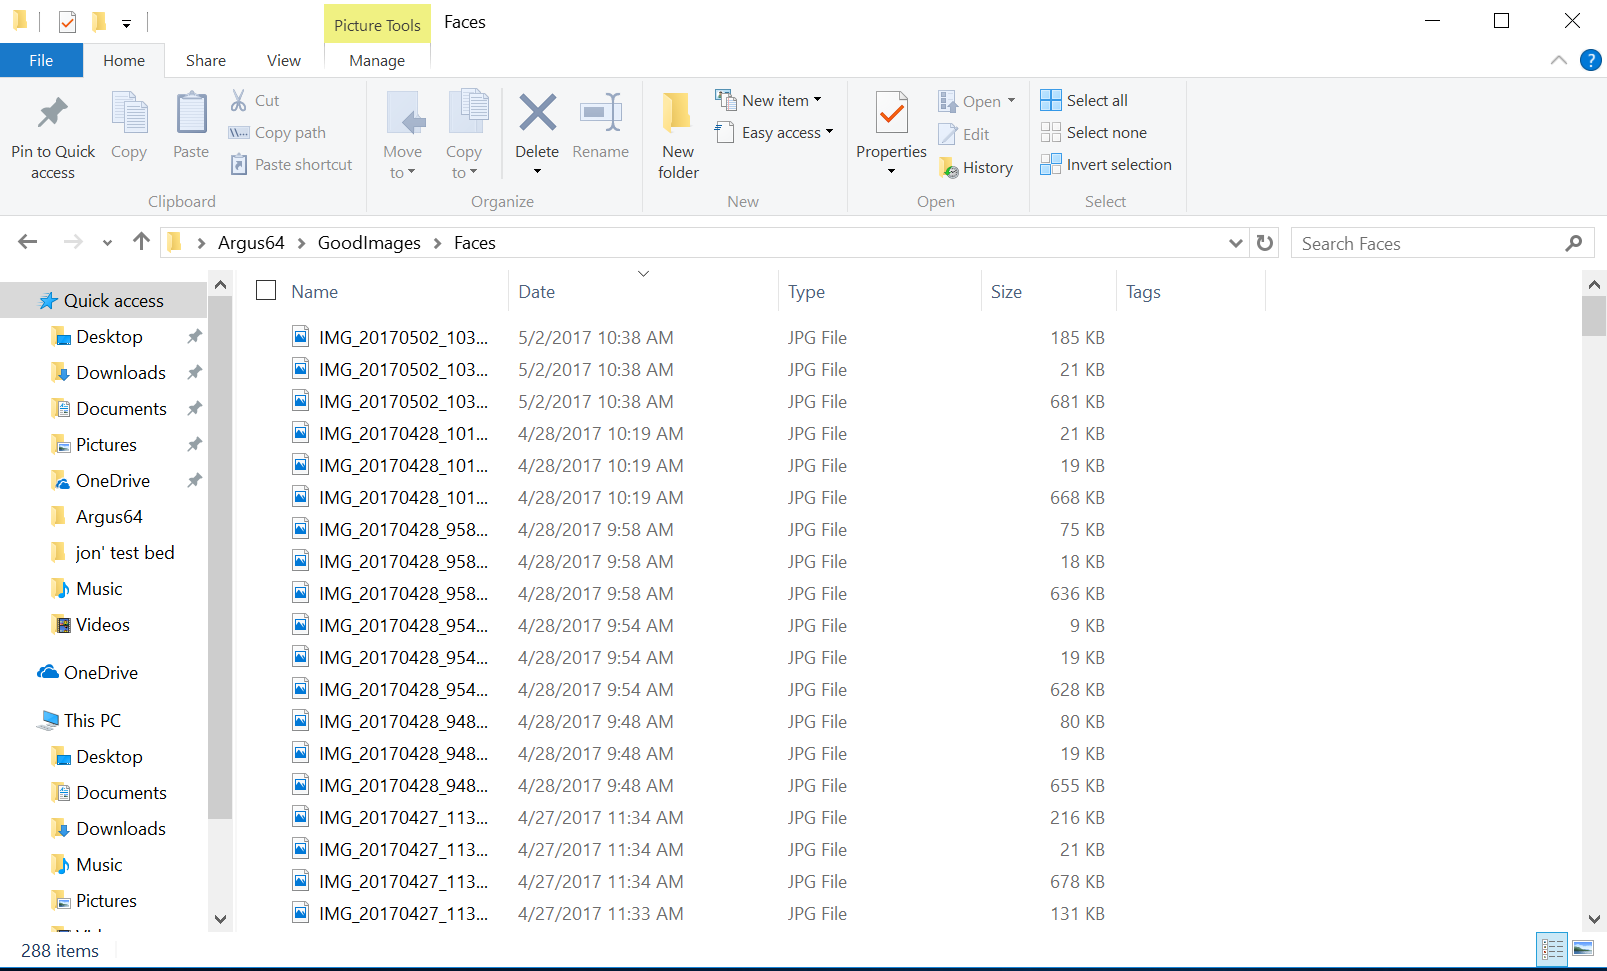 Picture Tools Faces
File Home Share View Manage
Pin to Quick access
Copy
Paste
Cut
Copy path
Paste shortcut
Clipboard
Move to
Copy to
Delete
Rename
Organize
New folder
New item
Easy access
New
Properties
Open
Edit
History
Open
Select all
Select none
Invert selection
Select
Argus64 > GoodImages > Faces
Search Faces
Quick access
Desktop
Downloads
Documents
Pictures
OneDrive
Argus64
jon' test bed
Music
Videos
OneDrive
This PC
Desktop
Documents
Downloads
Music
Pictures
Name Date Type Size Tags
IMG_20170502_103... 5/2/2017 10:38 AM JPG File 185 KB
IMG_20170502_103... 5/2/2017 10:38 AM JPG File 21 KB
IMG_20170502_103... 5/2/2017 10:38 AM JPG File 681 KB
IMG_20170428_101... 4/28/2017 10:19 AM JPG File 21 KB
IMG_20170428_101... 4/28/2017 10:19 AM JPG File 19 KB
IMG_20170428_101... 4/28/2017 10:19 AM JPG File 668 KB
IMG_20170428_958... 4/28/2017 9:58 AM JPG File 75 KB
IMG_20170428_958... 4/28/2017 9:58 AM JPG File 18 KB
IMG_20170428_958... 4/28/2017 9:58 AM JPG File 636 KB
IMG_20170428_954... 4/28/2017 9:54 AM JPG File 9 KB
IMG_20170428_954... 4/28/2017 9:54 AM JPG File 19 KB
IMG_20170428_954... 4/28/2017 9:54 AM JPG File 628 KB
IMG_20170428_948... 4/28/2017 9:48 AM JPG File 80 KB
IMG_20170428_948... 4/28/2017 9:48 AM JPG File 19 KB
IMG_20170428_948... 4/28/2017 9:48 AM JPG File 655 KB
IMG_20170427_113... 4/27/2017 11:34 AM JPG File 216 KB
IMG_20170427_113... 4/27/2017 11:34 AM JPG File 21 KB
IMG_20170427_113... 4/27/2017 11:34 AM JPG File 678 KB
IMG_20170427_113... 4/27/2017 11:33 AM JPG File 131 KB
288 items